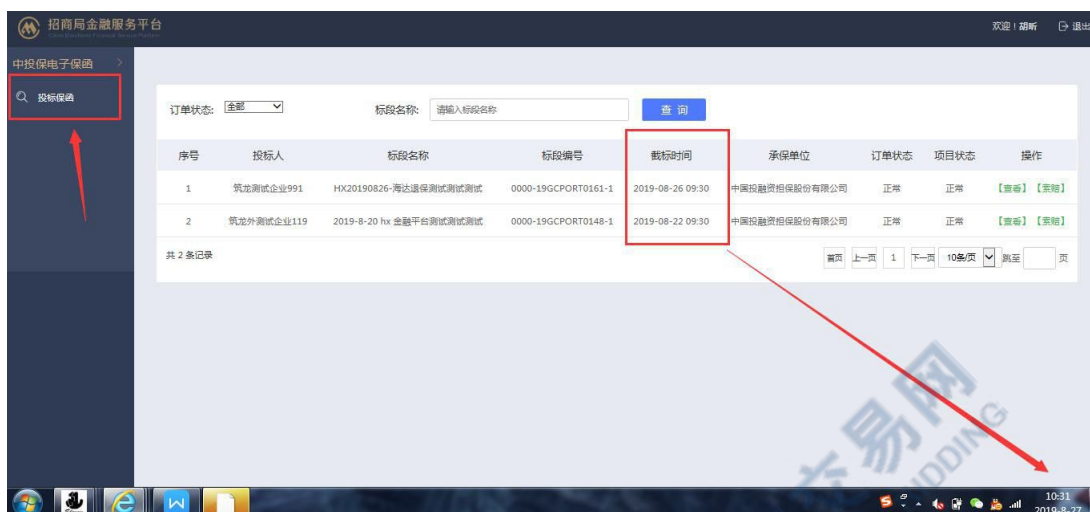 招商局金融服务平台
欢迎！胡昕 退出
中投保电子保函
投标保函
订单状态: 全部 标段名称: 请输入标段名称 查 询
序号 投标人 标段名称 标段编号 截标时间 承保单位 订单状态 项目状态 操作
1 筑龙测试企业991 HX20190826-海达退保测试测试测试 0000-19GCPORT0161-1 2019-08-26 09:30 中国投融资担保股份有限公司 正常 正常 【查看】【索赔】
2 筑龙外测试企业119 2019-8-20 hx 金融平台测试测试测试 0000-19GCPORT0148-1 2019-08-22 09:30 中国投融资担保股份有限公司 正常 正常 【查看】【索赔】
共 2 条记录
首页 上一页 1 下一页 10条/页 跳至 页
交易网
10:31
2019-8-27